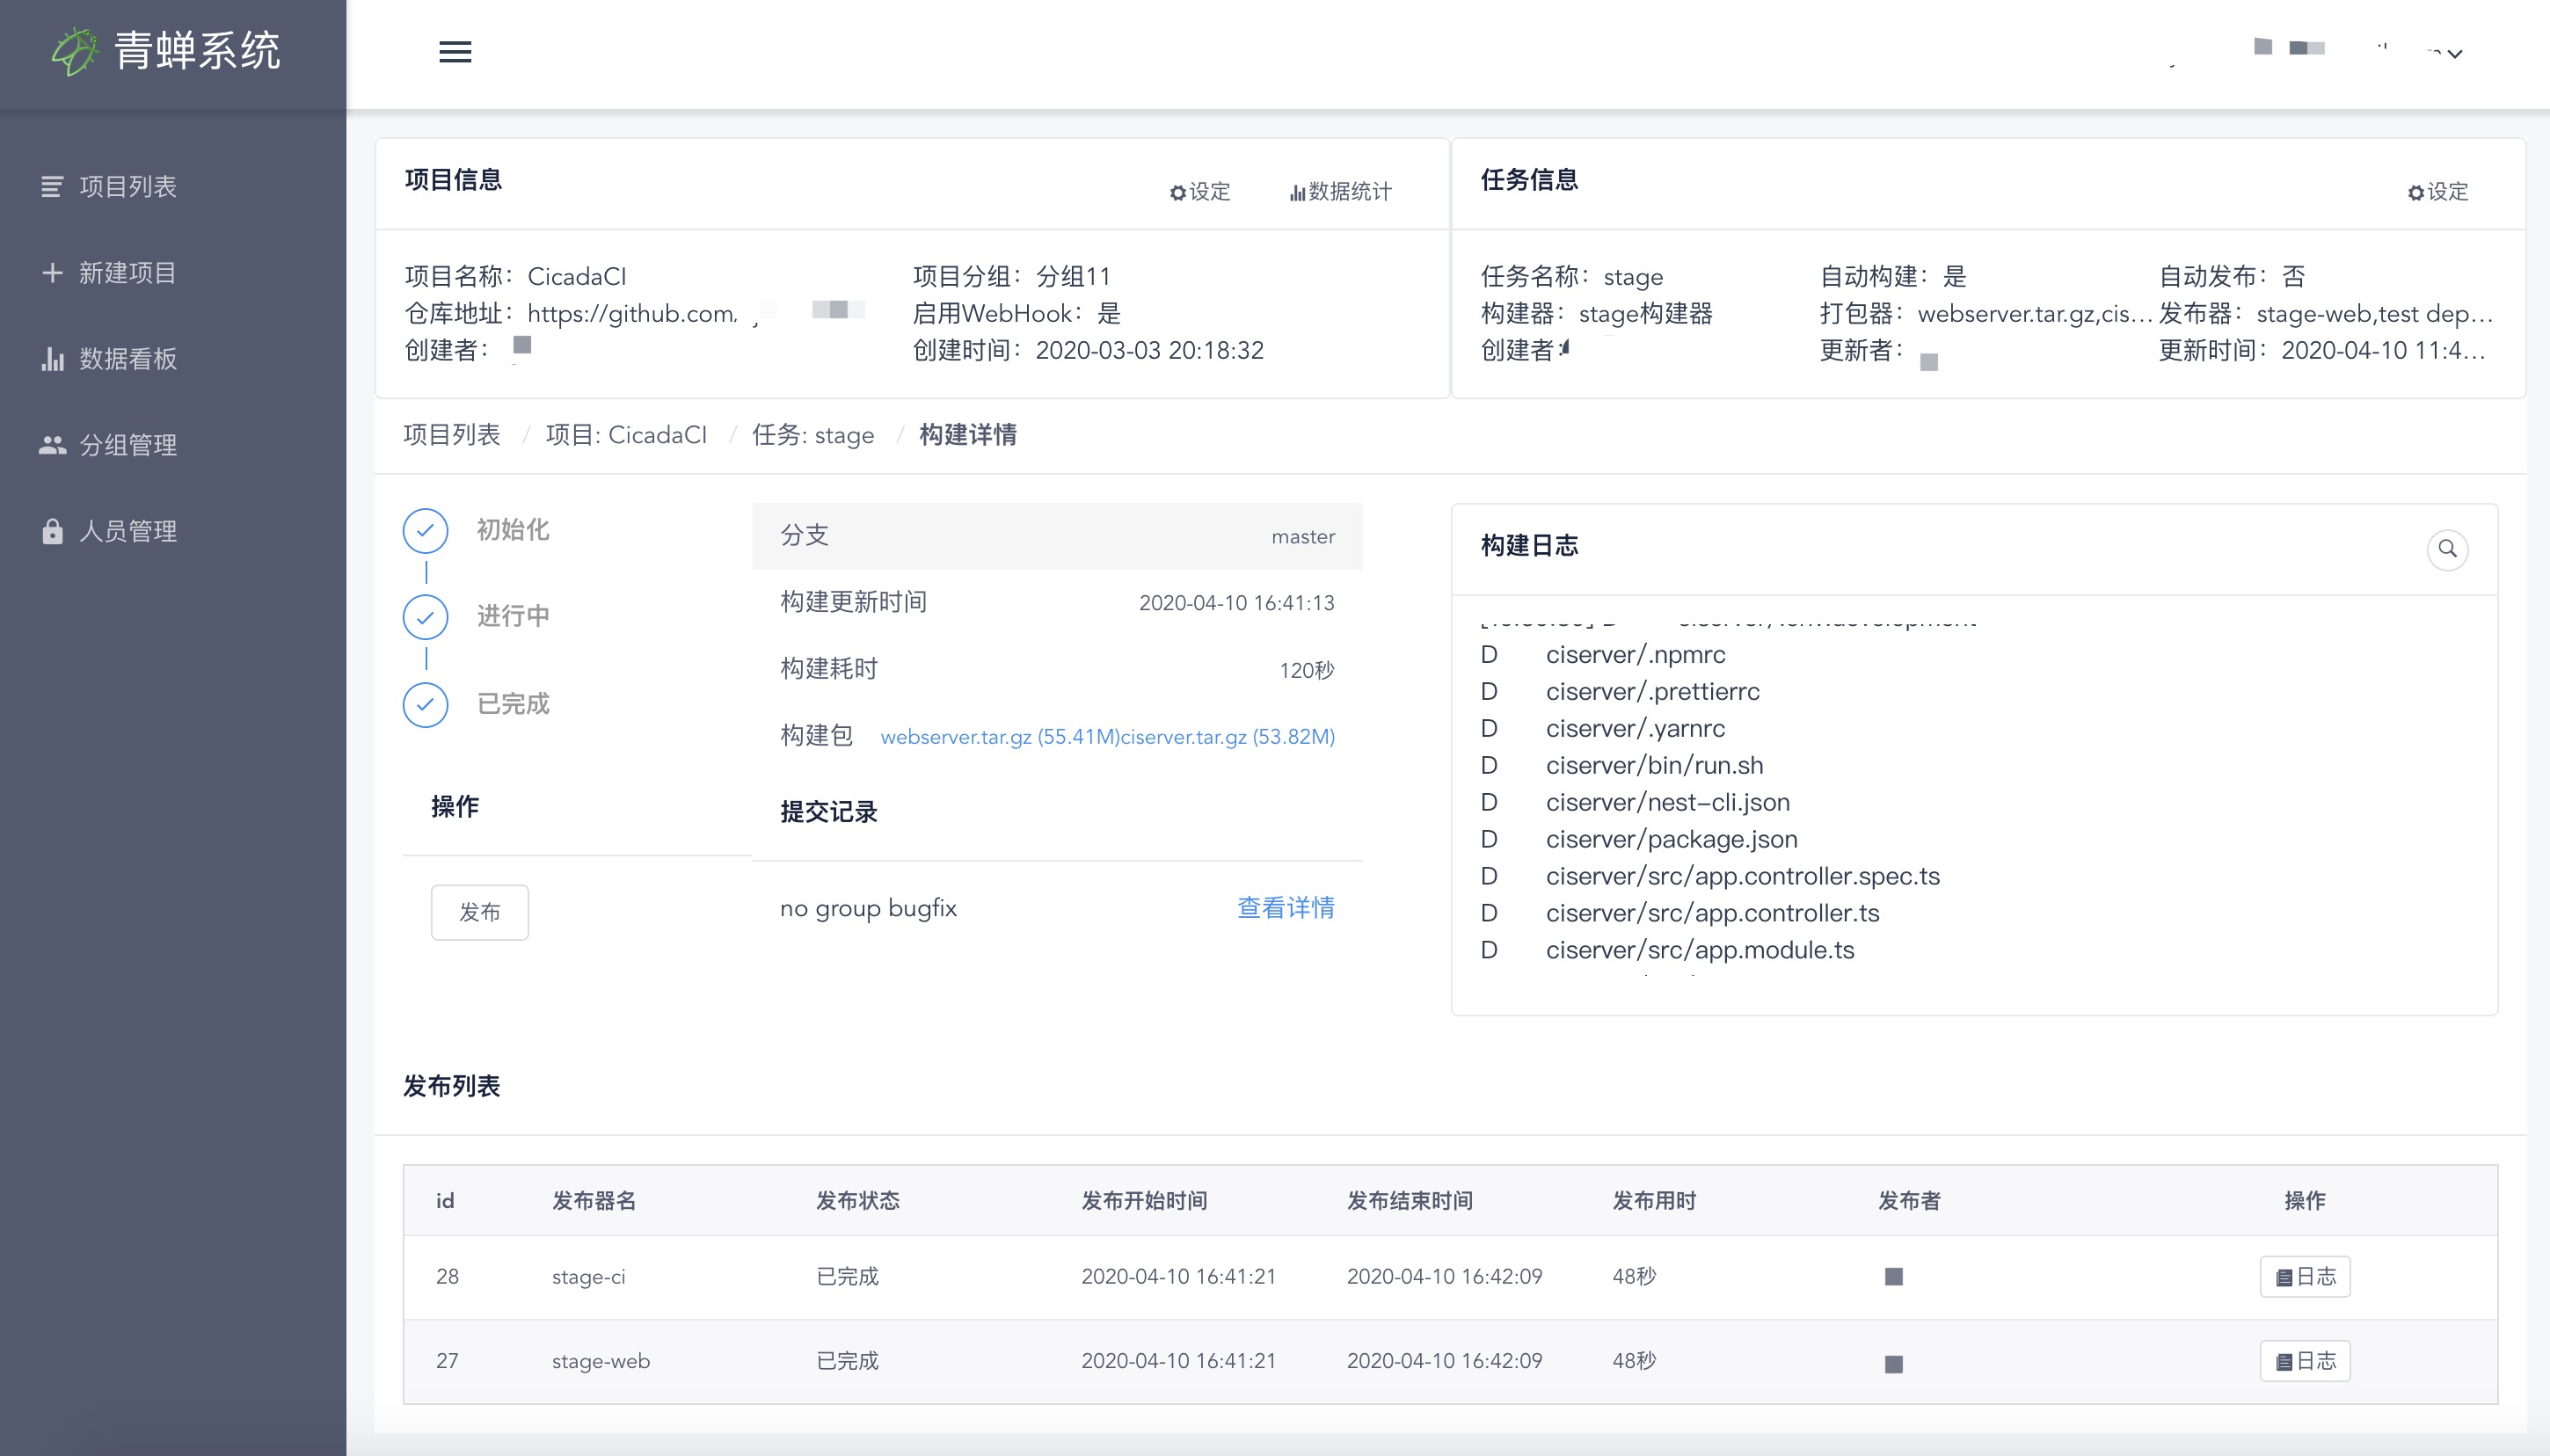 青蝉系统
项目列表
新建项目
数据看板
分组管理
人员管理
项目信息
设定
数据统计
项目名称：CicadaCI
项目分组：分组11
仓库地址：https://github.com
启用WebHook：是
创建者：
创建时间：2020-03-03 20:18:32
任务信息
设定
任务名称：stage
自动构建：是
自动发布：否
构建器：stage构建器
打包器：webserver.tar.gz,cis…
发布器：stage-web,test dep…
创建者:
更新者：
更新时间：2020-04-10 11:4…
项目列表 / 项目: CicadaCI / 任务: stage / 构建详情
初始化
进行中
已完成
操作
发布
分支 master
构建更新时间 2020-04-10 16:41:13
构建耗时 120秒
构建包 webserver.tar.gz (55.41M)ciserver.tar.gz (53.82M)
提交记录
no group bugfix 查看详情
构建日志
D ciserver/.npmrc
D ciserver/.prettierrc
D ciserver/.yarnrc
D ciserver/bin/run.sh
D ciserver/nest-cli.json
D ciserver/package.json
D ciserver/src/app.controller.spec.ts
D ciserver/src/app.controller.ts
D ciserver/src/app.module.ts
发布列表
id 发布器名 发布状态 发布开始时间 发布结束时间 发布用时 发布者 操作
28 stage-ci 已完成 2020-04-10 16:41:21 2020-04-10 16:42:09 48秒 日志
27 stage-web 已完成 2020-04-10 16:41:21 2020-04-10 16:42:09 48秒 日志